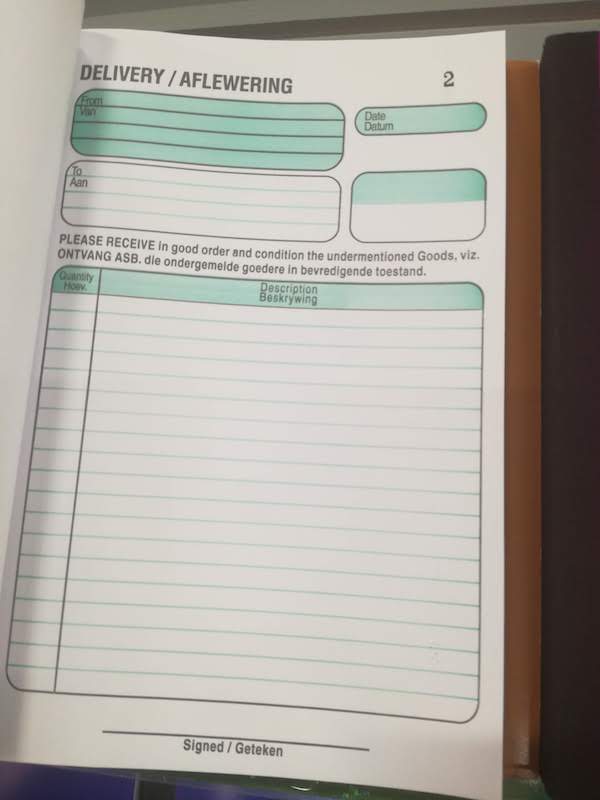 DELIVERY / AFLEWERING
2
From
Van
Date
Datum
To
Aan
PLEASE RECEIVE in good order and condition the undermentioned Goods, viz.
ONTVANG ASB. die ondergemelde goedere in bevredigende toestand.
Quantity
Hoev.
Description
Beskrywing
Signed / Geteken